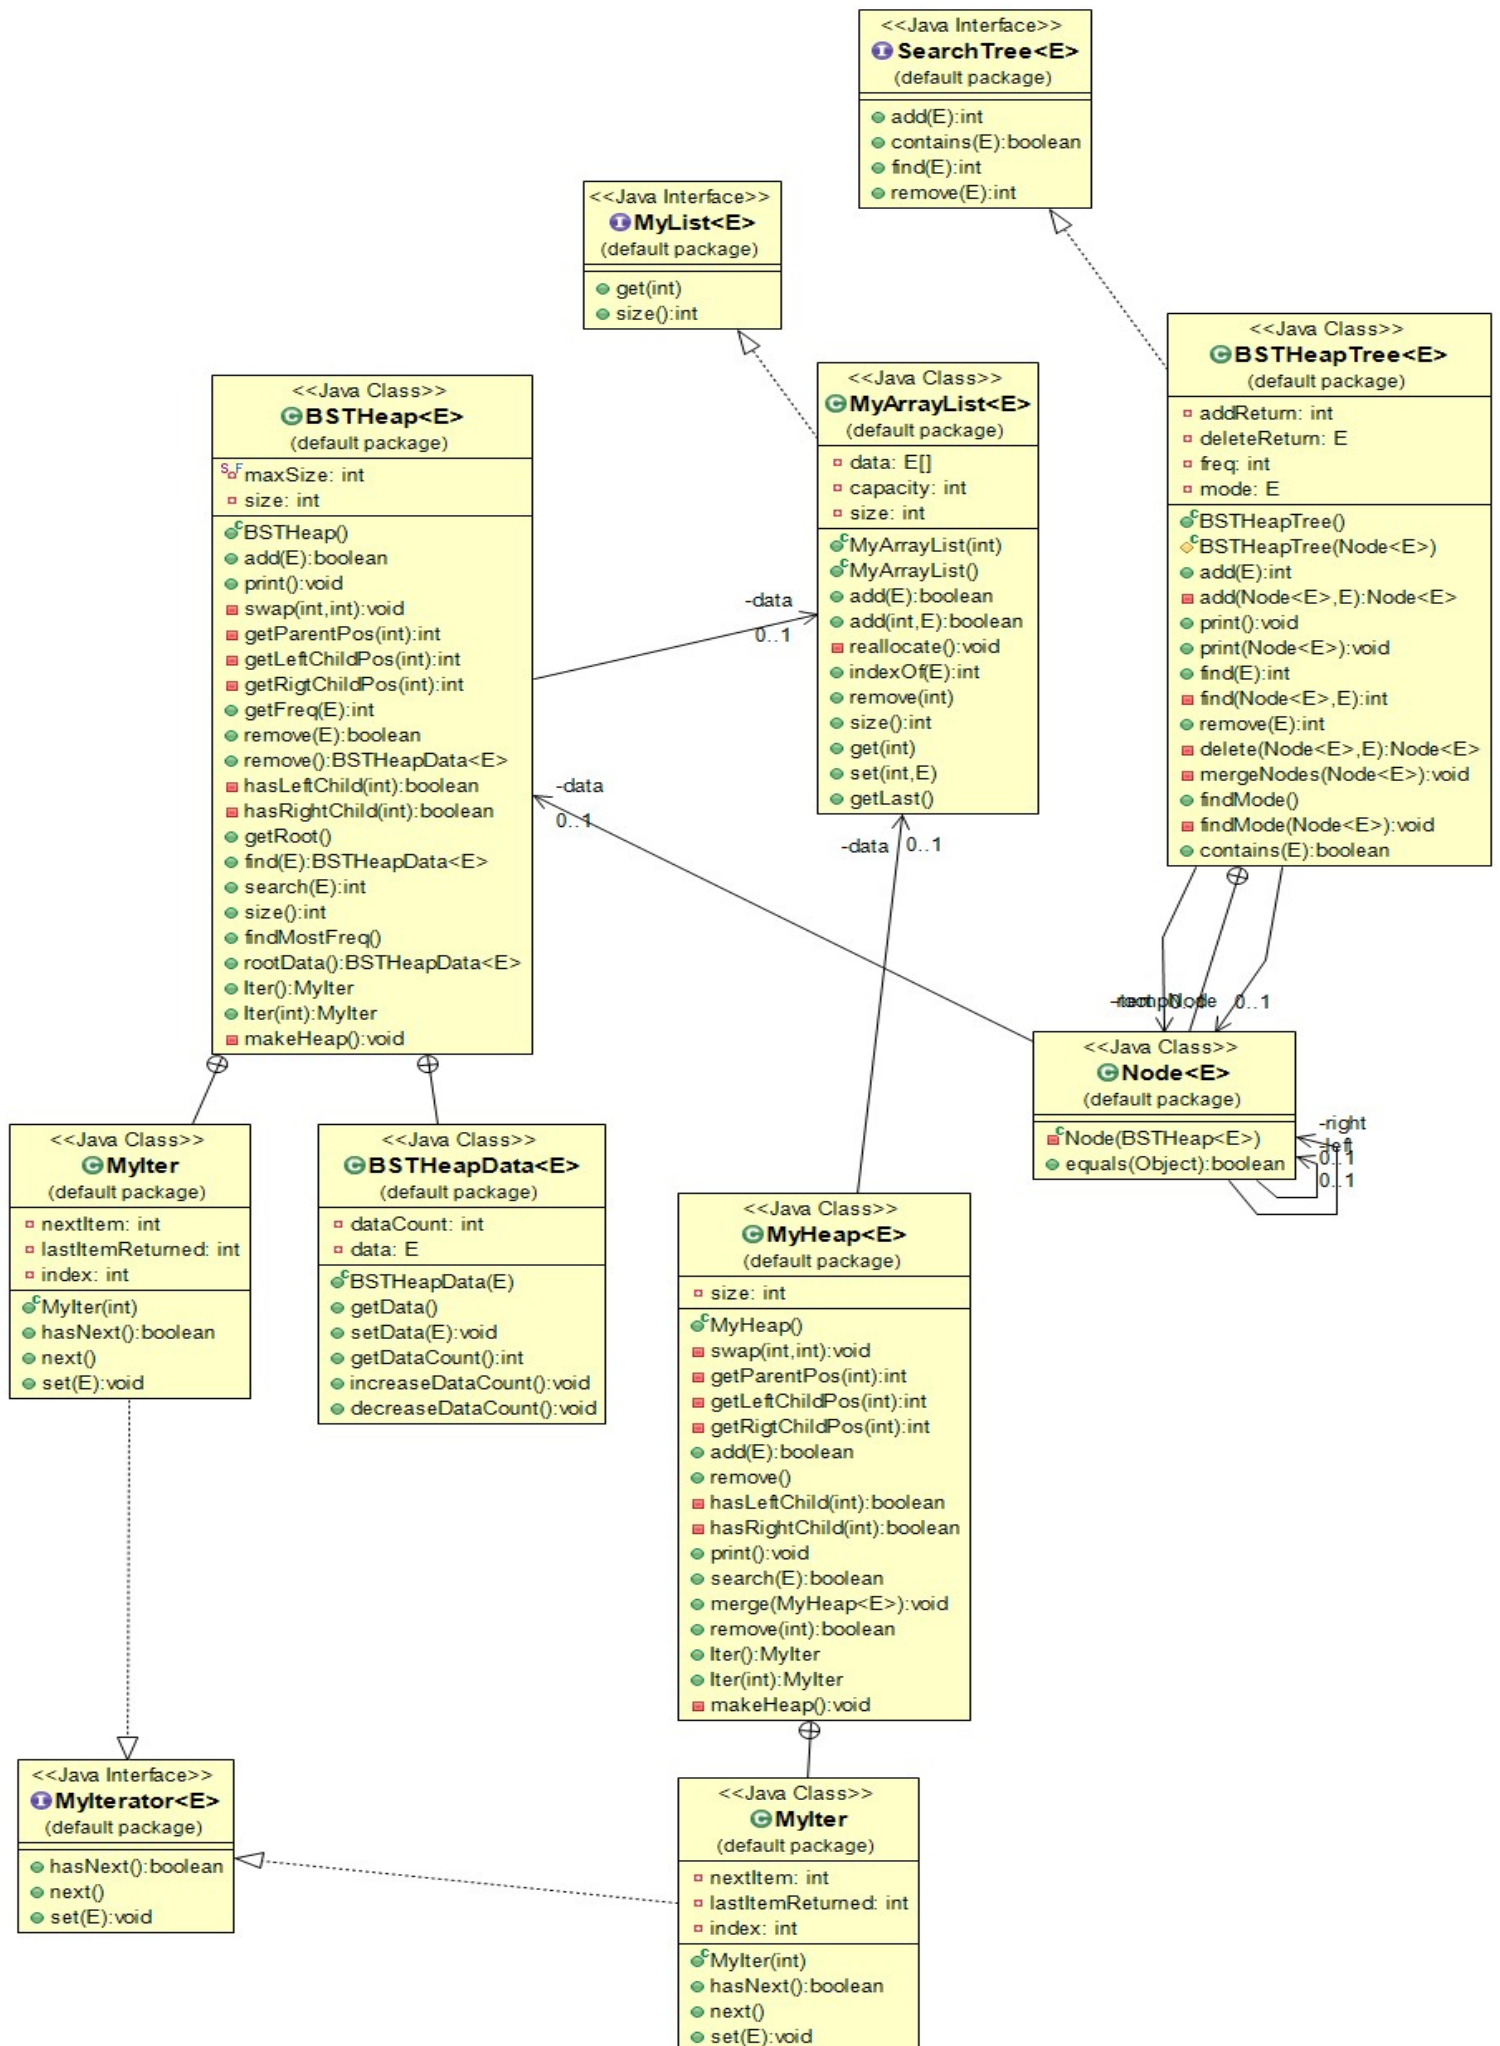 <<Java Interface>>
SearchTree<E>
(default package)
add(E):int
contains(E):boolean
find(E):int
remove(E):int
<<Java Interface>>
MyList<E>
(default package)
get(int)
size():int
<<Java Class>>
BSTHeapTree<E>
(default package)
addReturn: int
deleteReturn: E
freq: int
mode: E
BSTHeapTree()
BSTHeapTree(Node<E>)
add(E):int
add(Node<E>,E):Node<E>
print():void
print(Node<E>):void
find(E):int
find(Node<E>,E):int
remove(E):int
delete(Node<E>,E):Node<E>
mergeNodes(Node<E>):void
findMode()
findMode(Node<E>):void
contains(E):boolean
<<Java Class>>
MyArrayList<E>
(default package)
data: E[]
capacity: int
size: int
MyArrayList(int)
MyArrayList()
add(E):boolean
add(int,E):boolean
reallocate():void
indexOf(E):int
remove(int)
size():int
get(int)
set(int,E)
getLast()
<<Java Class>>
BSTHeap<E>
(default package)
maxSize: int
size: int
BSTHeap()
add(E):boolean
print():void
swap(int,int):void
getParentPos(int):int
getLeftChildPos(int):int
getRigtChildPos(int):int
getFreq(E):int
remove(E):boolean
remove():BSTHeapData<E>
hasLeftChild(int):boolean
hasRightChild(int):boolean
getRoot()
find(E):BSTHeapData<E>
search(E):int
size():int
findMostFreq()
rootData():BSTHeapData<E>
Iter():MyIter
Iter(int):MyIter
makeHeap():void
-data
0..1
-data
0..1
-data
0..1
0..1
<<Java Class>>
Node<E>
(default package)
Node(BSTHeap<E>)
equals(Object):boolean
-right
-left
0..1
0..1
<<Java Class>>
MyIter
(default package)
nextItem: int
lastItemReturned: int
index: int
MyIter(int)
hasNext():boolean
next()
set(E):void
<<Java Class>>
BSTHeapData<E>
(default package)
dataCount: int
data: E
BSTHeapData(E)
getData()
setData(E):void
getDataCount():int
increaseDataCount():void
decreaseDataCount():void
<<Java Class>>
MyHeap<E>
(default package)
size: int
MyHeap()
swap(int,int):void
getParentPos(int):int
getLeftChildPos(int):int
getRigtChildPos(int):int
add(E):boolean
remove()
hasLeftChild(int):boolean
hasRightChild(int):boolean
print():void
search(E):boolean
merge(MyHeap<E>):void
remove(int):boolean
Iter():MyIter
Iter(int):MyIter
makeHeap():void
<<Java Interface>>
MyIterator<E>
(default package)
hasNext():boolean
next()
set(E):void
<<Java Class>>
MyIter
(default package)
nextItem: int
lastItemReturned: int
index: int
MyIter(int)
hasNext():boolean
next()
set(E):void